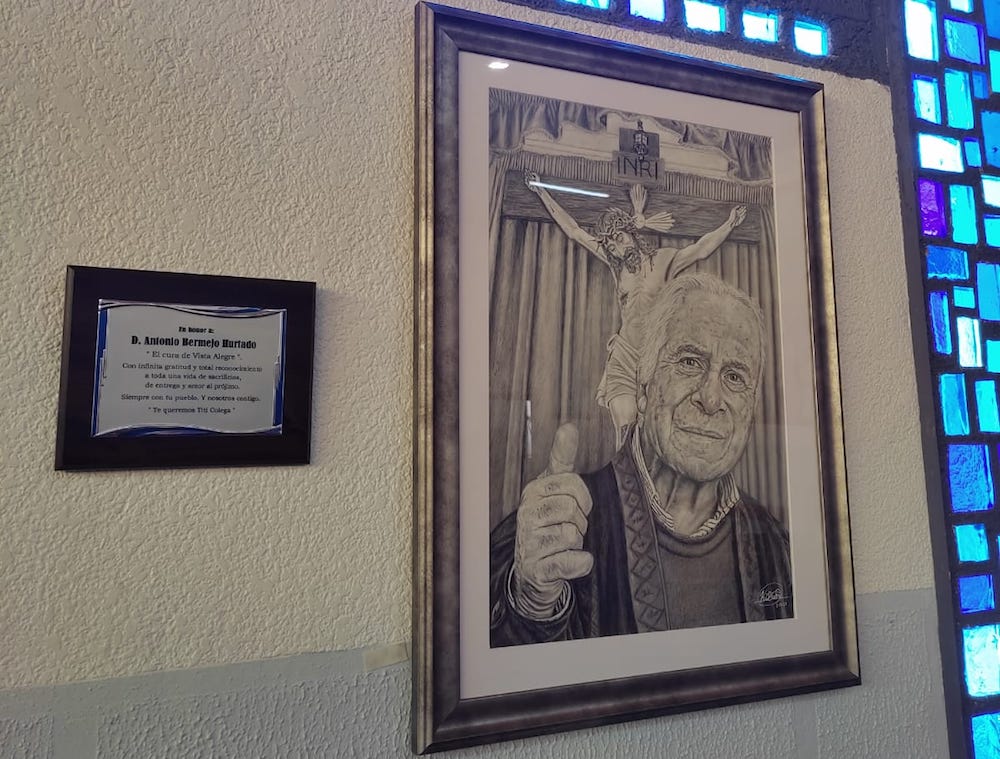 En honor a:
D. Antonio Bermejo Hurtado
" El cura de Vista Alegre ".
Con infinita gratitud y total reconocimiento
a toda una vida de sacrificios,
de entrega y amor al prójimo.
Siempre con tu pueblo. Y nosotros contigo.
" Te queremos Titi Colega "
INRI